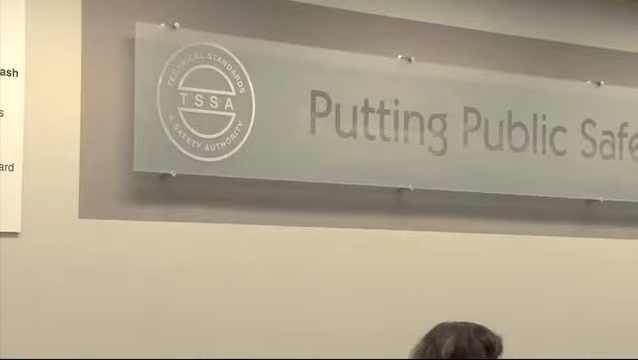 ash
s
ard
TECHNICAL STANDARDS
TSSA
& SAFETY AUTHORITY
Putting Public Safe